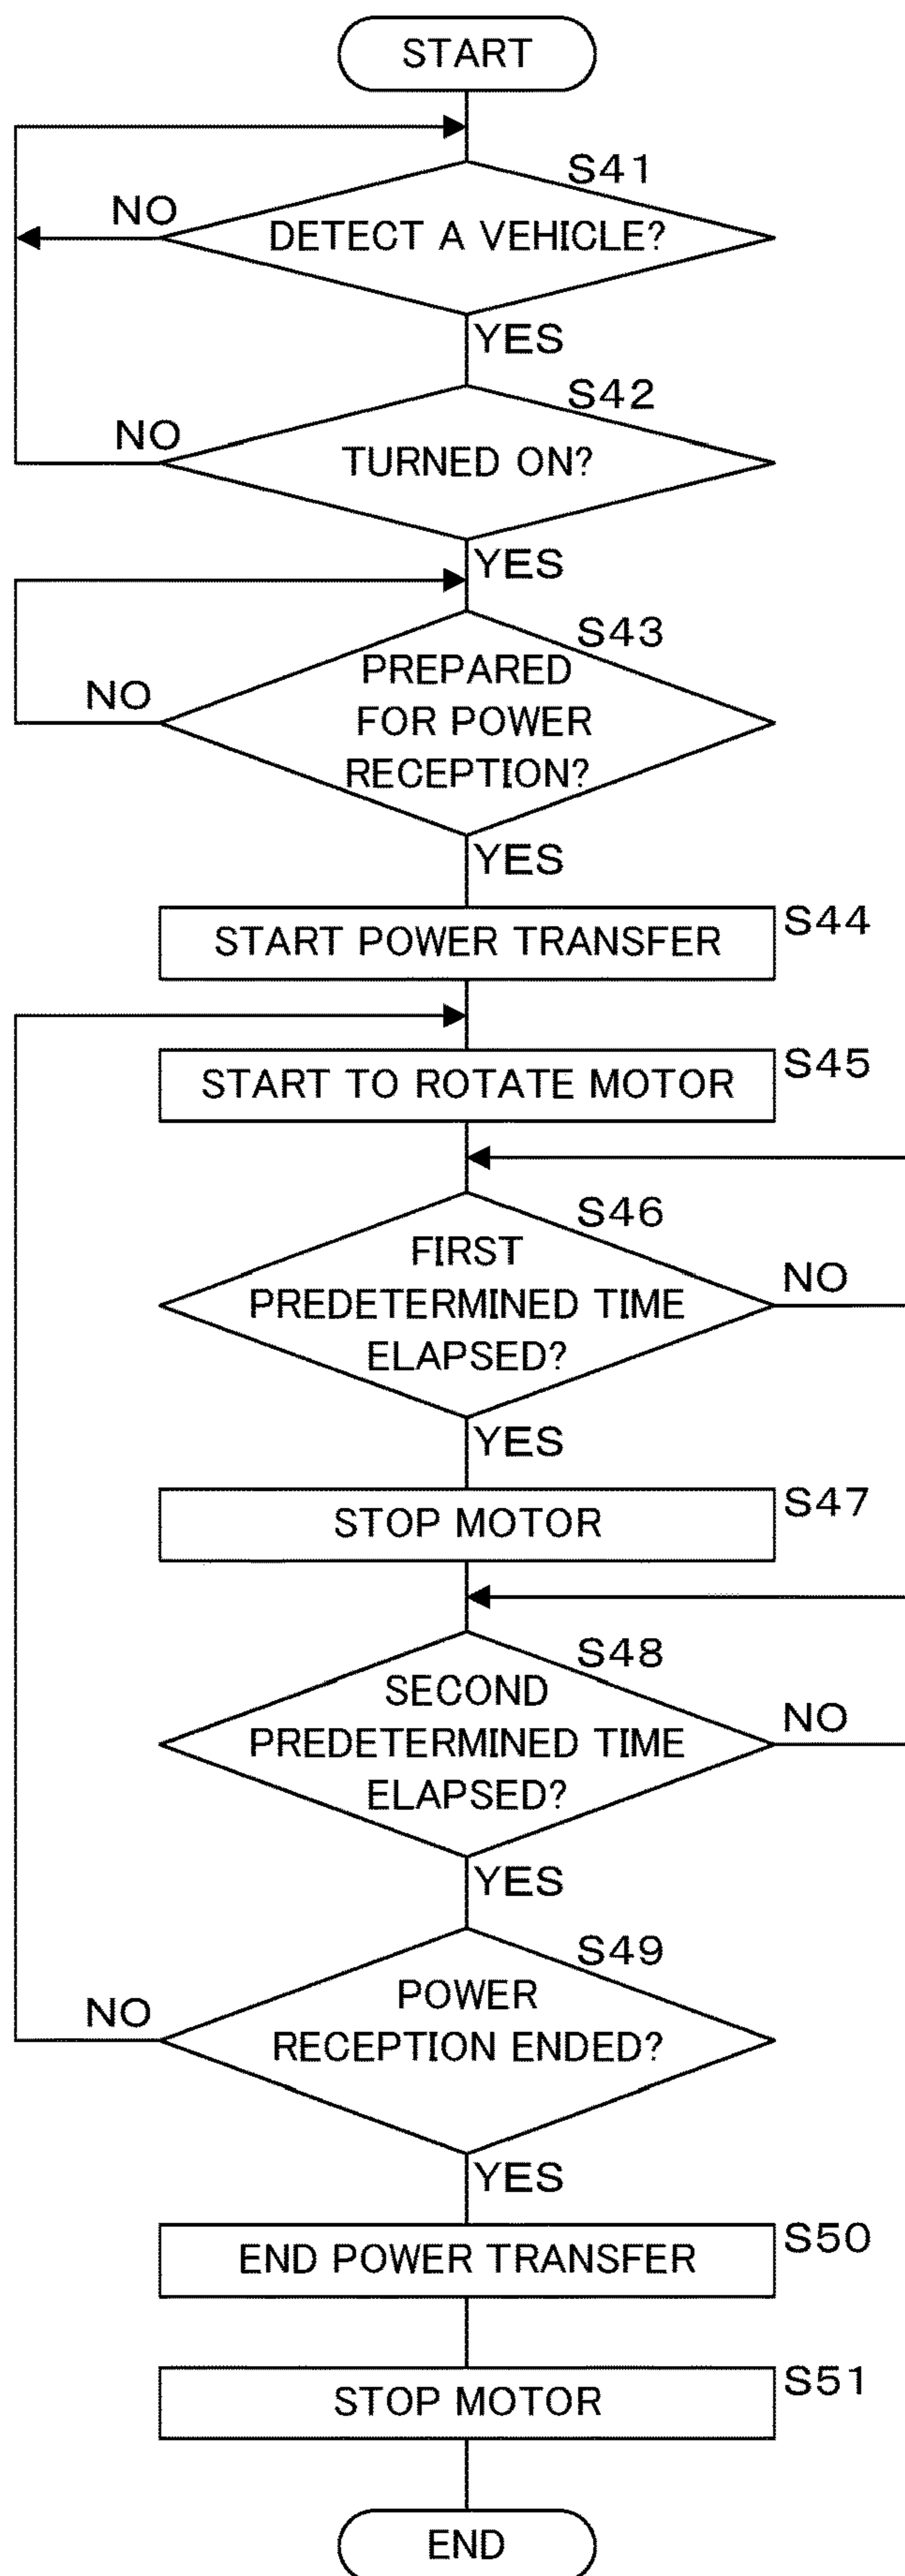 START
S41
NO
DETECT A VEHICLE?
YES
S42
NO
TURNED ON?
YES
S43
PREPARED
NO
FOR POWER
RECEPTION?
YES
S44
START POWER TRANSFER
S45
START TO ROTATE MOTOR
S46
FIRST
NO
PREDETERMINED TIME
ELAPSED?
YES
S47
STOP MOTOR
S48
SECOND
NO
PREDETERMINED TIME
ELAPSED?
YES
S49
POWER
NO
RECEPTION ENDED?
YES
S50
END POWER TRANSFER
S51
STOP MOTOR
END